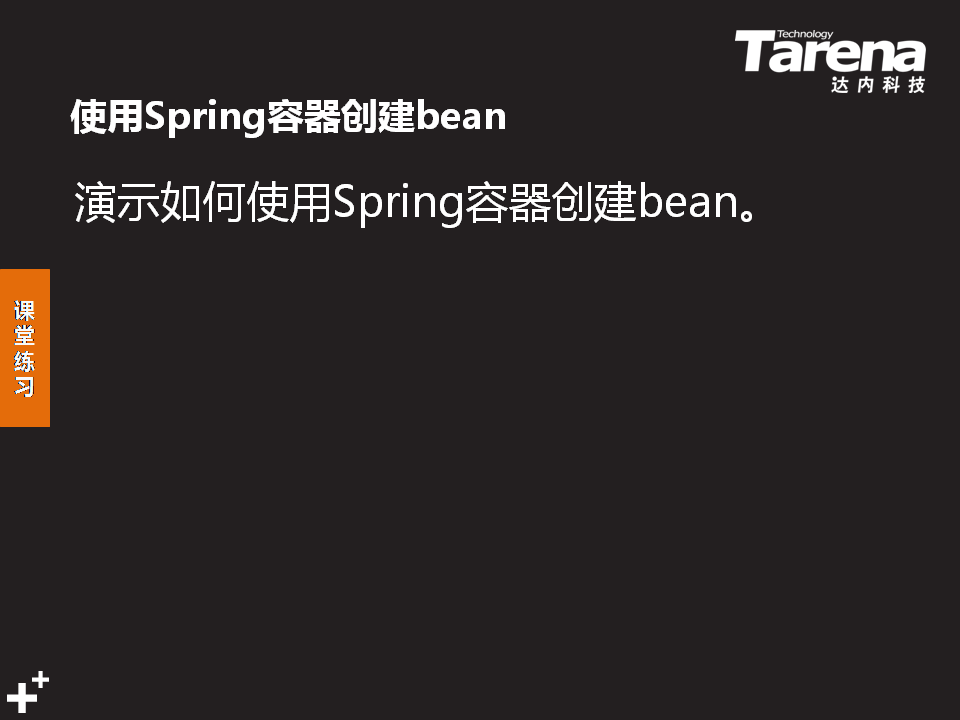 Technology
Tarena
达内科技
使用Spring容器创建bean
演示如何使用Spring容器创建bean。
课
堂
练
习